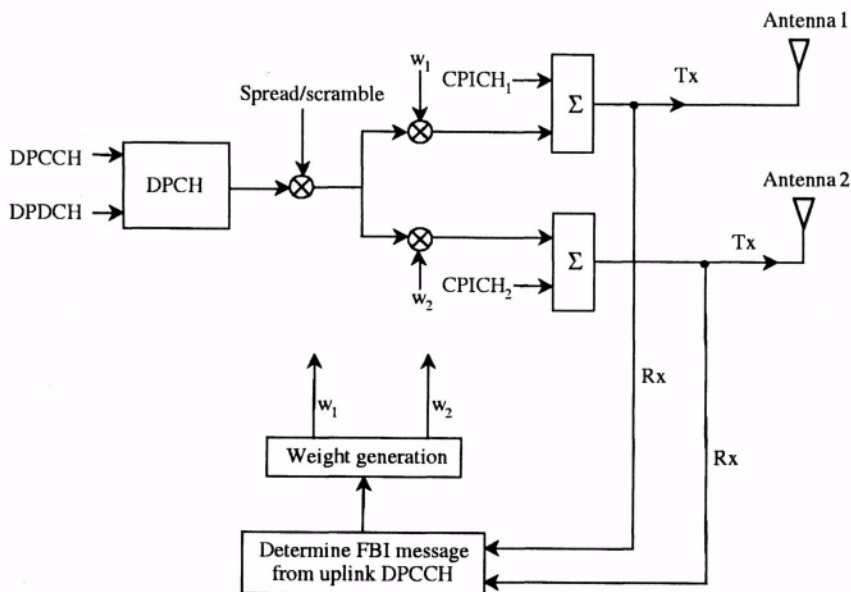 Antenna 1
w1
CPICH1
Tx
Spread/scramble
Σ
DPCCH
DPCH
DPDCH
Antenna 2
Tx
Σ
w2
CPICH2
Rx
w1
w2
Weight generation
Rx
Determine FBI message
from uplink DPCCH